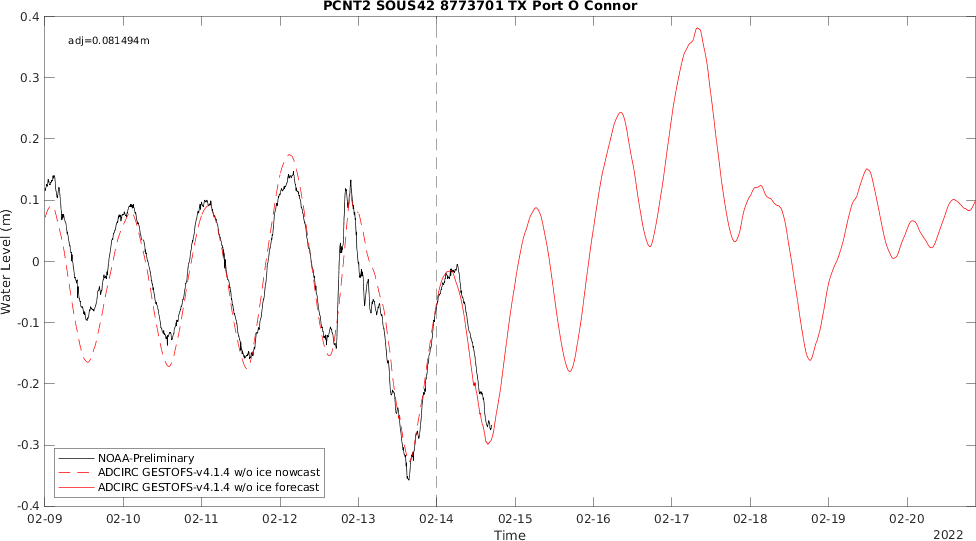 PCNT2 SOUS42 8773701 TX Port O Connor
adj=0.081494m
0.4
0.3
0.2
0.1
0
-0.1
-0.2
-0.3
-0.4
Water Level (m)
NOAA-Preliminary
ADCIRC GESTOFS-v4.1.4 w/o ice nowcast
ADCIRC GESTOFS-v4.1.4 w/o ice forecast
02-09 02-10 02-11 02-12 02-13 02-14 02-15 02-16 02-17 02-18 02-19 02-20
Time
2022